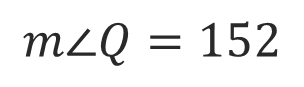 m∠Q = 152